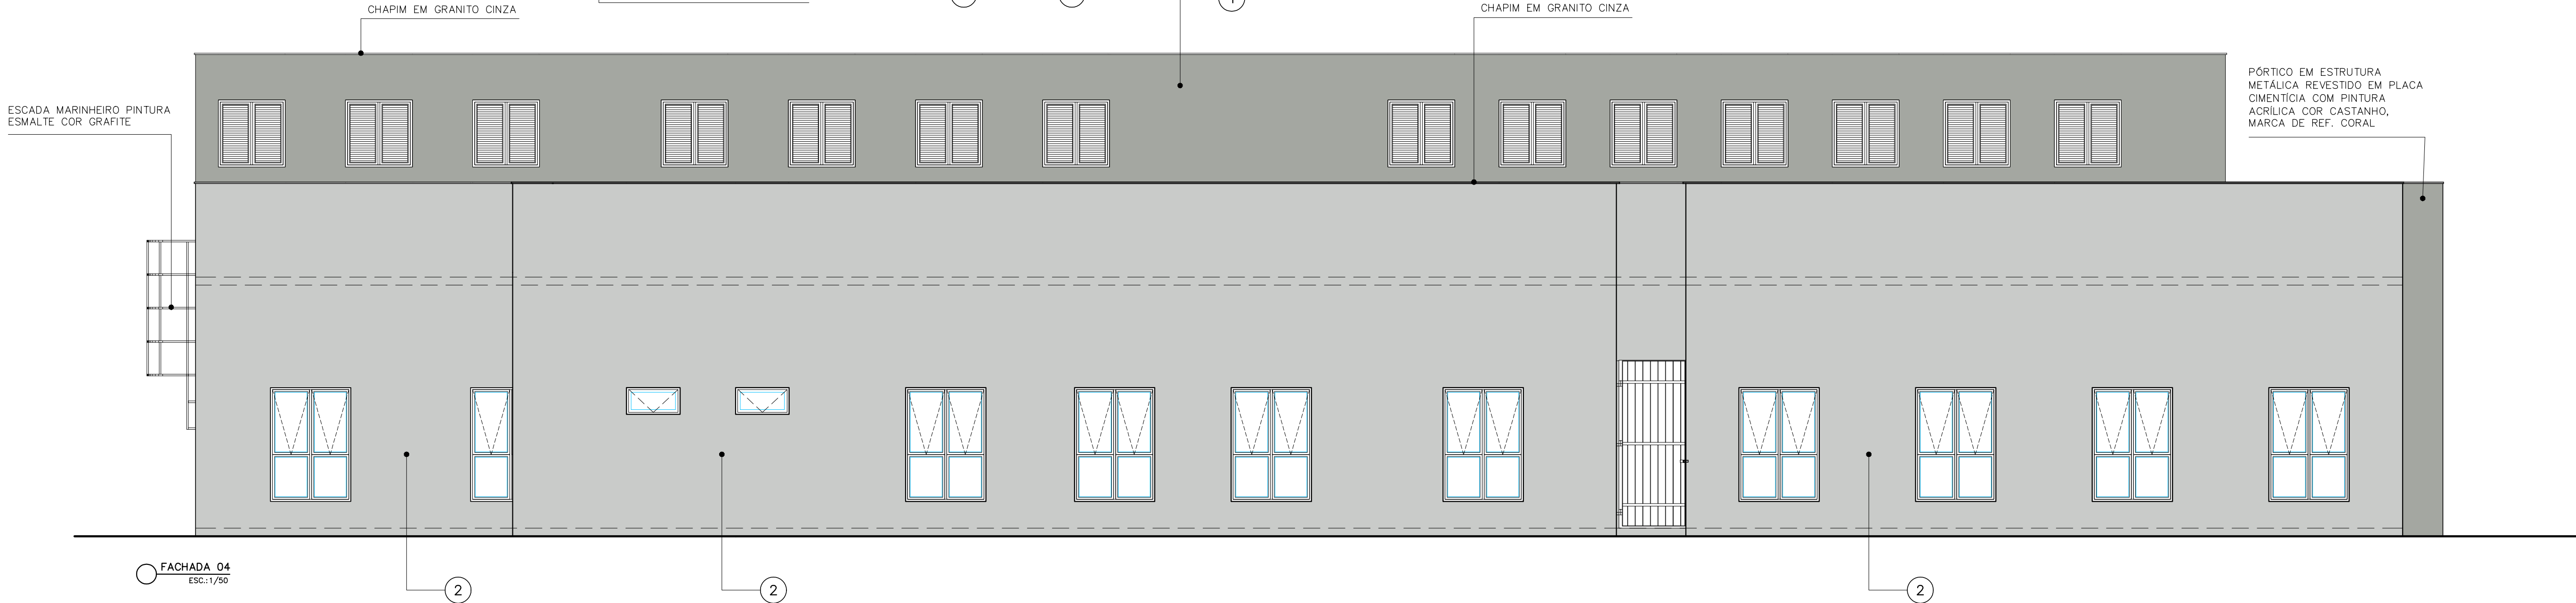 CHAPIM EM GRANITO CINZA
CHAPIM EM GRANITO CINZA
ESCADA MARINHEIRO PINTURA
ESMALTE COR GRAFITE
PÓRTICO EM ESTRUTURA
METÁLICA REVESTIDO EM PLACA
CIMENTÍCIA COM PINTURA
ACRÍLICA COR CASTANHO,
MARCA DE REF. CORAL
FACHADA 04
ESC.:1/50
2
2
2